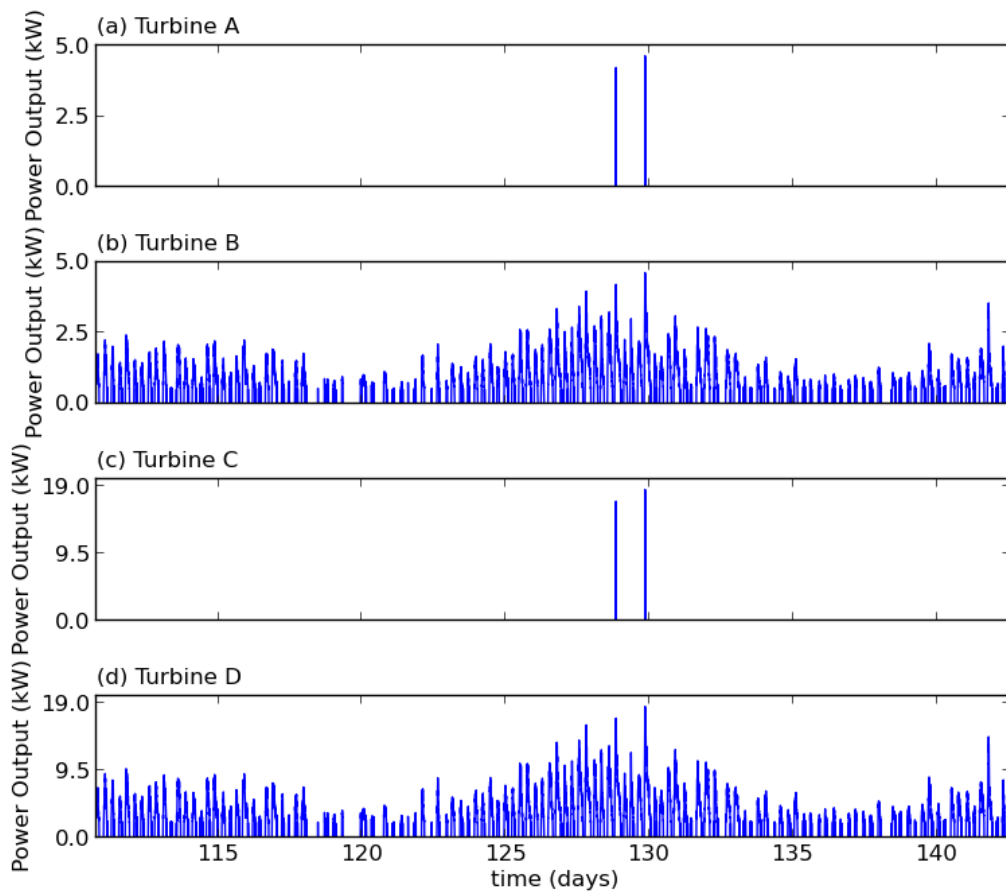 (a) Turbine A
Power Output (kW)
5.0
2.5
0.0
(b) Turbine B
Power Output (kW)
5.0
2.5
0.0
(c) Turbine C
Power Output (kW)
19.0
9.5
0.0
(d) Turbine D
Power Output (kW)
19.0
9.5
0.0
115 120 125 130 135 140
time (days)